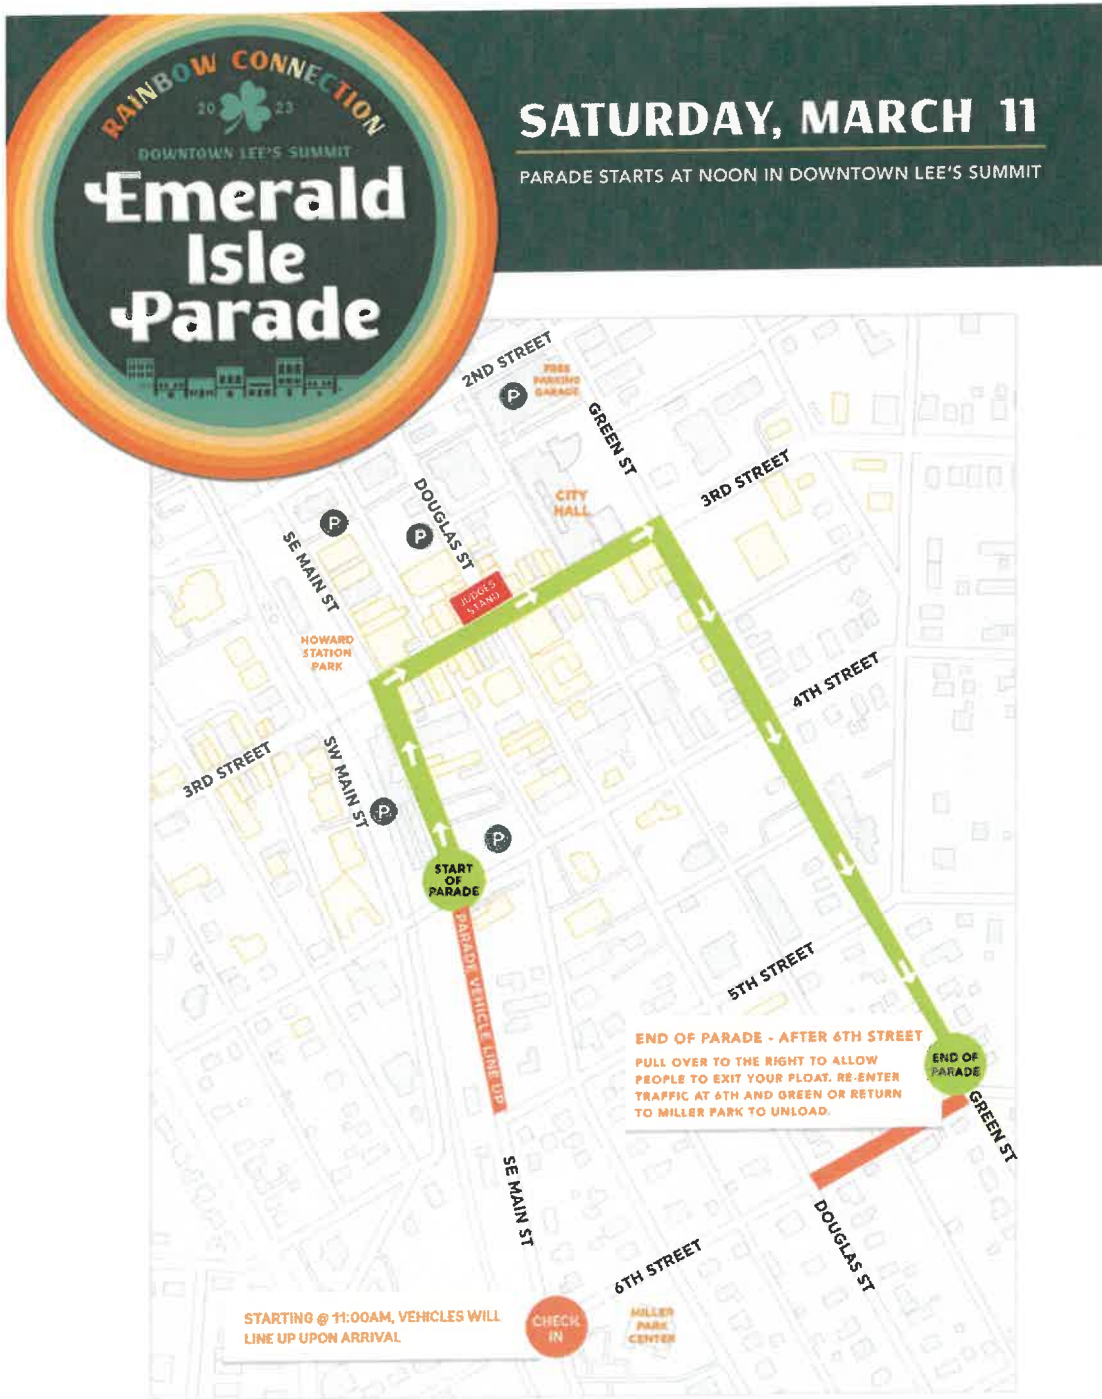 RAINBOW CONNECTION
20 23
DOWNTOWN LEE'S SUMMIT
Emerald
Isle
Parade
SATURDAY, MARCH 11
PARADE STARTS AT NOON IN DOWNTOWN LEE'S SUMMIT
2ND STREET
FREE
PARKING
GARAGE
P
GREEN ST
3RD STREET
CITY
HALL
DOUGLAS ST
P
P
SE MAIN ST
JUDGES
STAND
HOWARD
STATION
PARK
4TH STREET
3RD STREET
SW MAIN ST
P
P
START
OF
PARADE
PARADE VEHICLE LINE UP
5TH STREET
END OF PARADE - AFTER 6TH STREET
PULL OVER TO THE RIGHT TO ALLOW
PEOPLE TO EXIT YOUR FLOAT. RE-ENTER
TRAFFIC AT 6TH AND GREEN OR RETURN
TO MILLER PARK TO UNLOAD.
END OF
PARADE
GREEN ST
SE MAIN ST
DOUGLAS ST
6TH STREET
STARTING @ 11:00AM, VEHICLES WILL
LINE UP UPON ARRIVAL
CHECK
IN
MILLER
PARK
CENTER